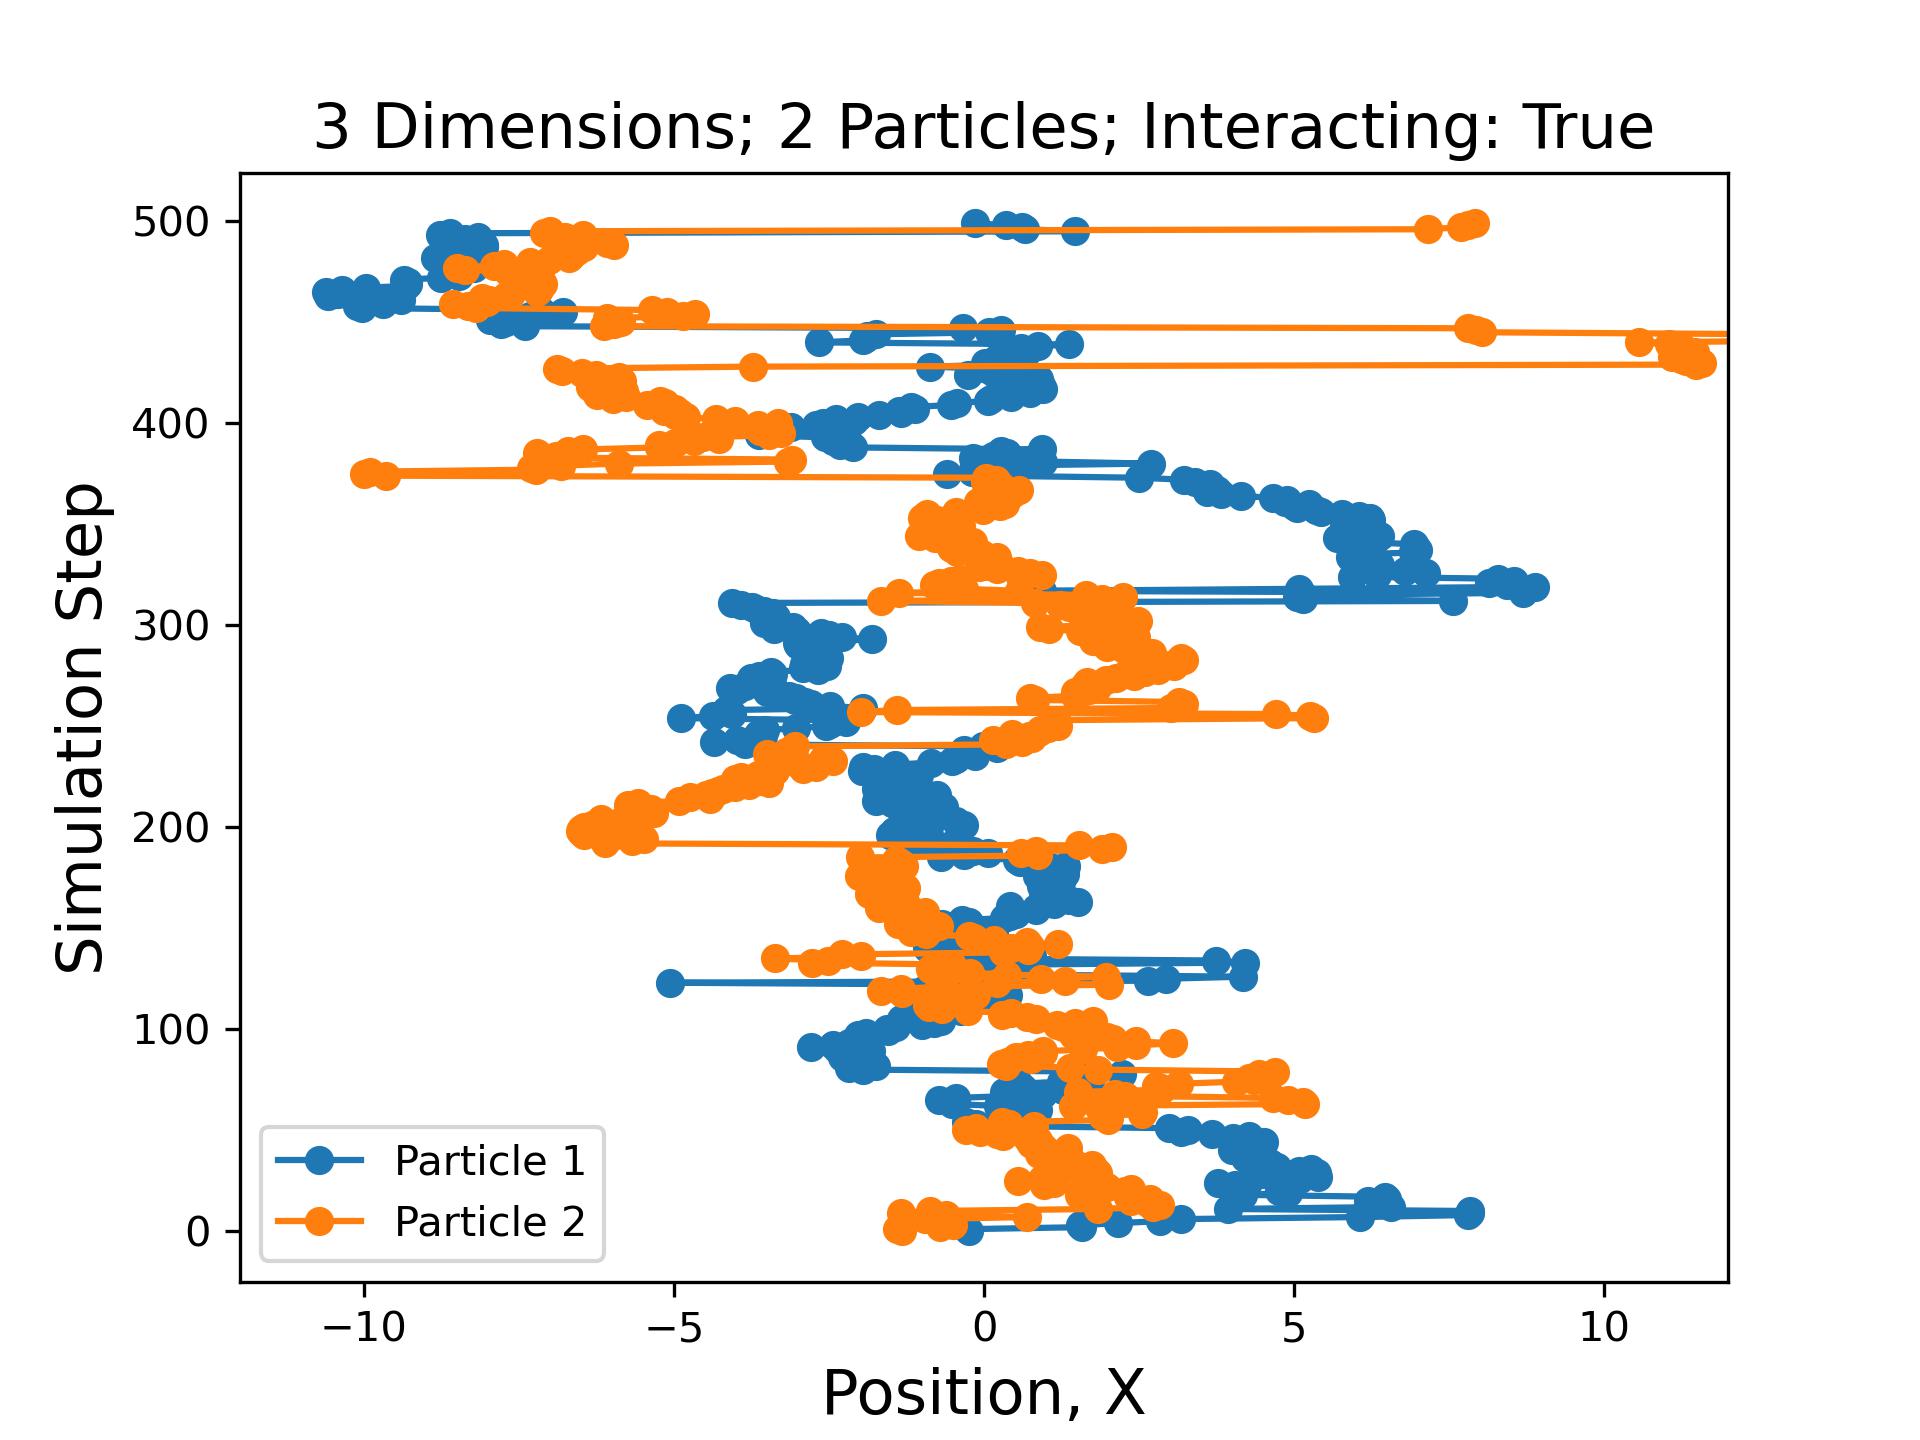 3 Dimensions; 2 Particles; Interacting: True
Simulation Step
500
400
300
200
100
0
Particle 1
Particle 2
−10
−5
0
5
10
Position, X